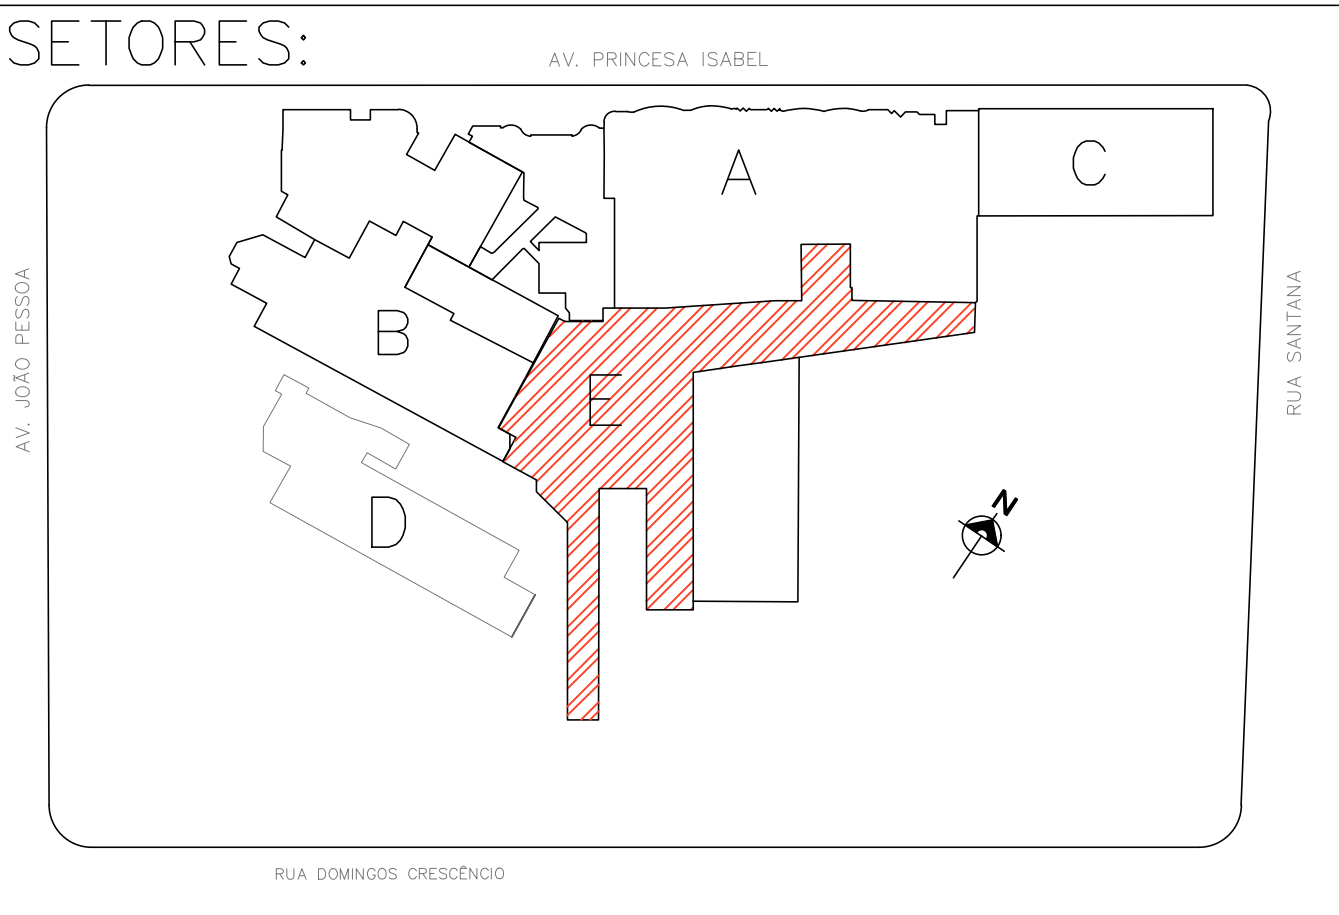 SETORES:
AV. PRINCESA ISABEL
A
C
B
E
D
N
AV. JOÃO PESSOA
RUA SANTANA
RUA DOMINGOS CRESCÊNCIO